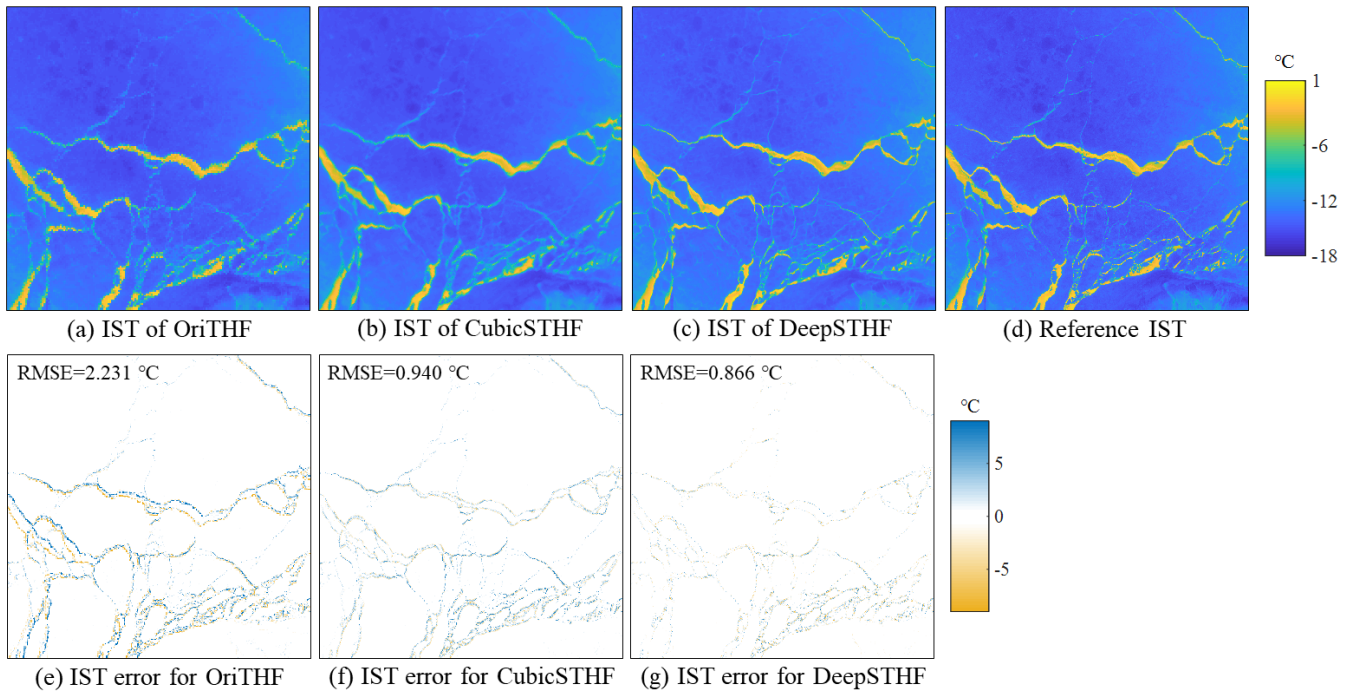 ℃
1
-6
-12
-18
(a) IST of OriTHF
(b) IST of CubicSTHF
(c) IST of DeepSTHF
(d) Reference IST
RMSE=2.231 ℃
RMSE=0.940 ℃
RMSE=0.866 ℃
℃
5
0
-5
(e) IST error for OriTHF
(f) IST error for CubicSTHF
(g) IST error for DeepSTHF